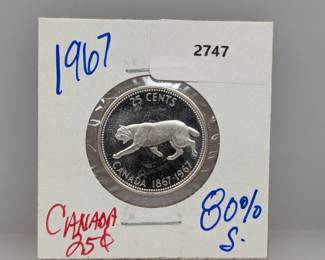 1967
2747
25 CENTS
CANADA 1867-1967
CANADA
25¢
80%
S.